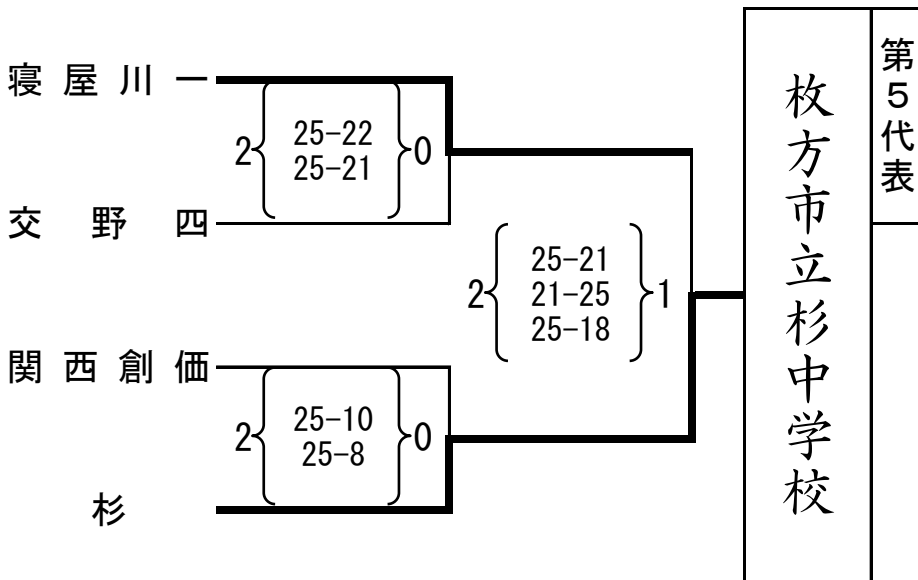 寝屋川一
2 25-22 0
25-21
交野四
2 25-21 1
21-25
25-18
関西創価
2 25-10 0
25-8
杉
枚方市立杉中学校
第5代表